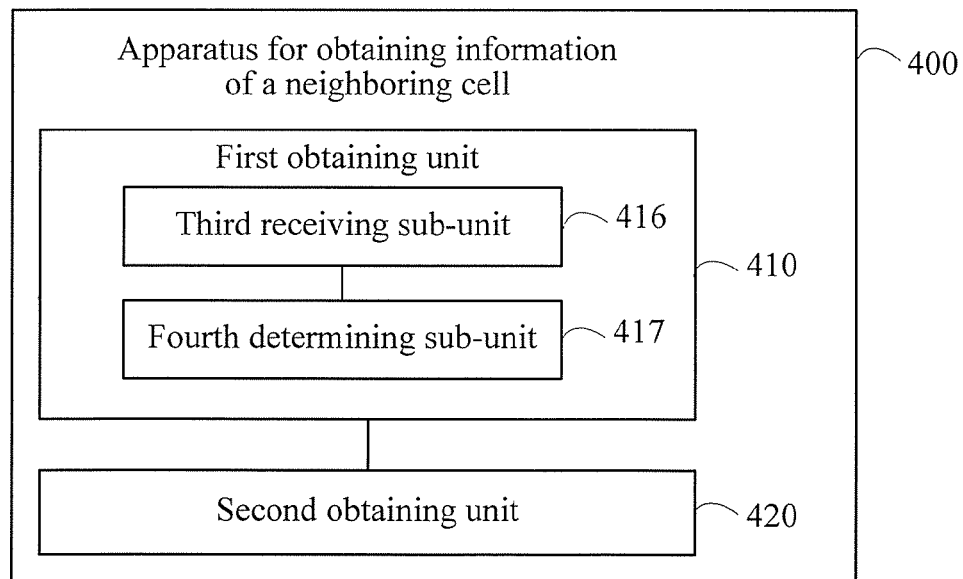 Apparatus for obtaining information
of a neighboring cell
400
First obtaining unit
Third receiving sub-unit
416
410
Fourth determining sub-unit
417
Second obtaining unit
420